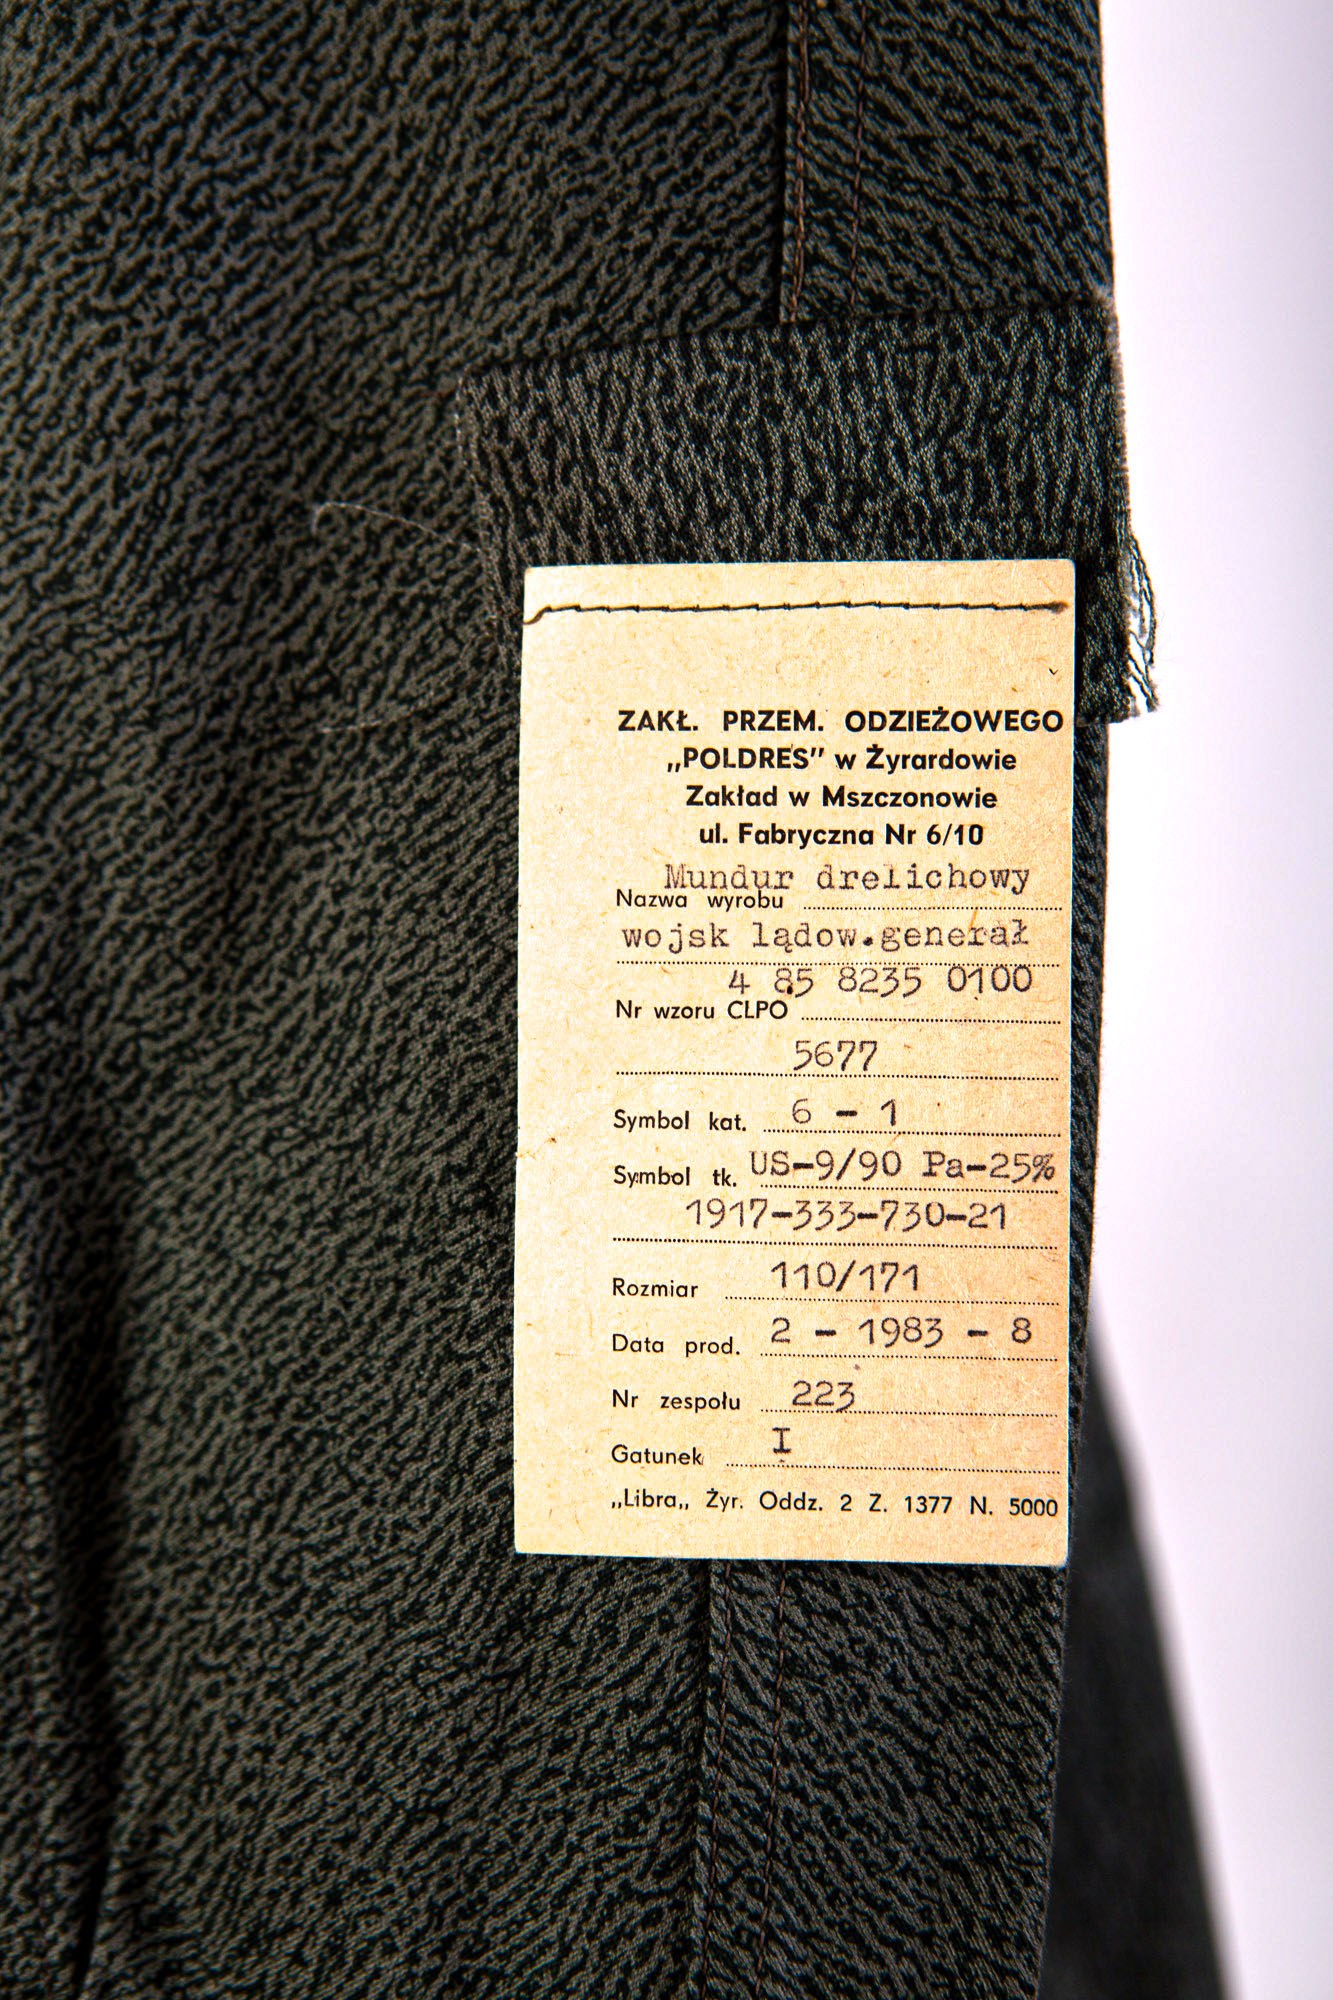 ZAKŁ. PRZEM. ODZIEŻOWEGO
„POLDRES” w Żyrardowie
Zakład w Mszczonowie
ul. Fabryczna Nr 6/10
Mundur drelichowy
Nazwa wyrobu
wojsk lądow.generał
4 85 8235 0100
Nr wzoru CLPO
5677
Symbol kat. 6 - 1
Symbol tk. US-9/90 Pa-25%
1917-333-730-21
Rozmiar 110/171
Data prod. 2 - 1983 - 8
Nr zespołu 223
Gatunek I
„Libra„ Żyr. Oddz. 2 Z. 1377 N. 5000